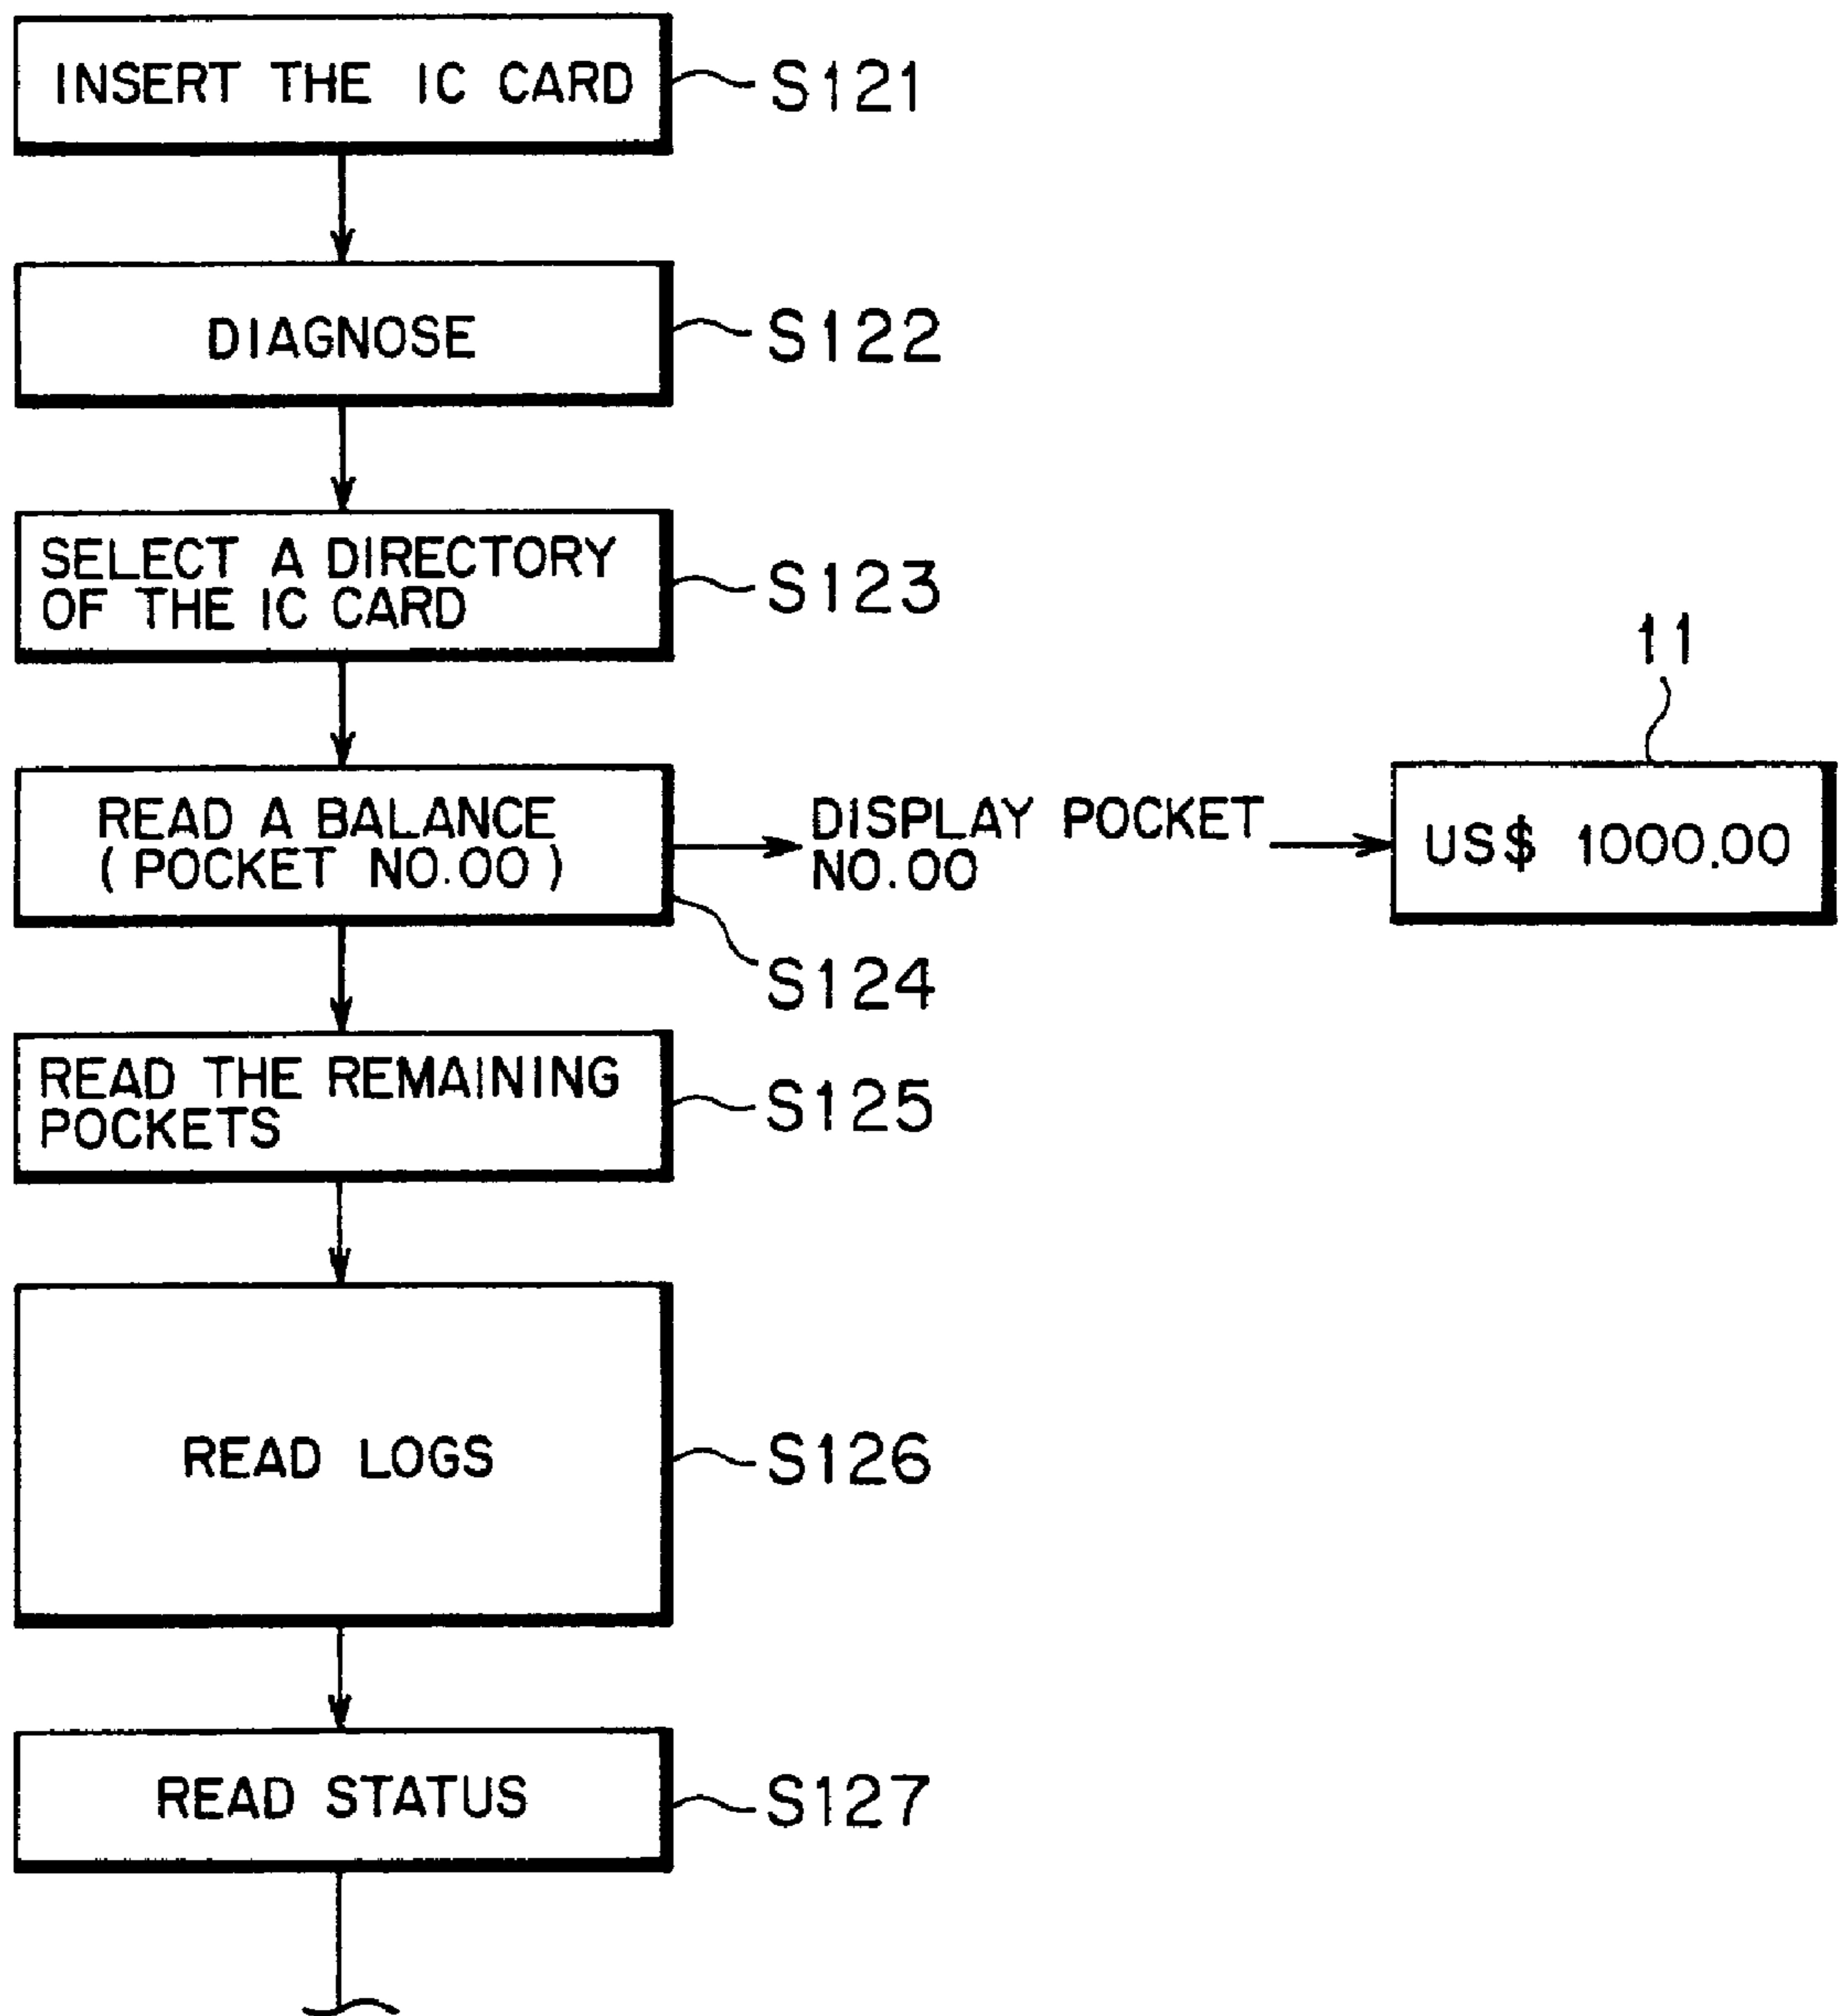 INSERT THE IC CARD
S121
DIAGNOSE
S122
SELECT A DIRECTORY
OF THE IC CARD
S123
11
READ A BALANCE
(POCKET NO.00)
DISPLAY POCKET
NO.00
US$ 1000.00
S124
READ THE REMAINING
POCKETS
S125
READ LOGS
S126
READ STATUS
S127